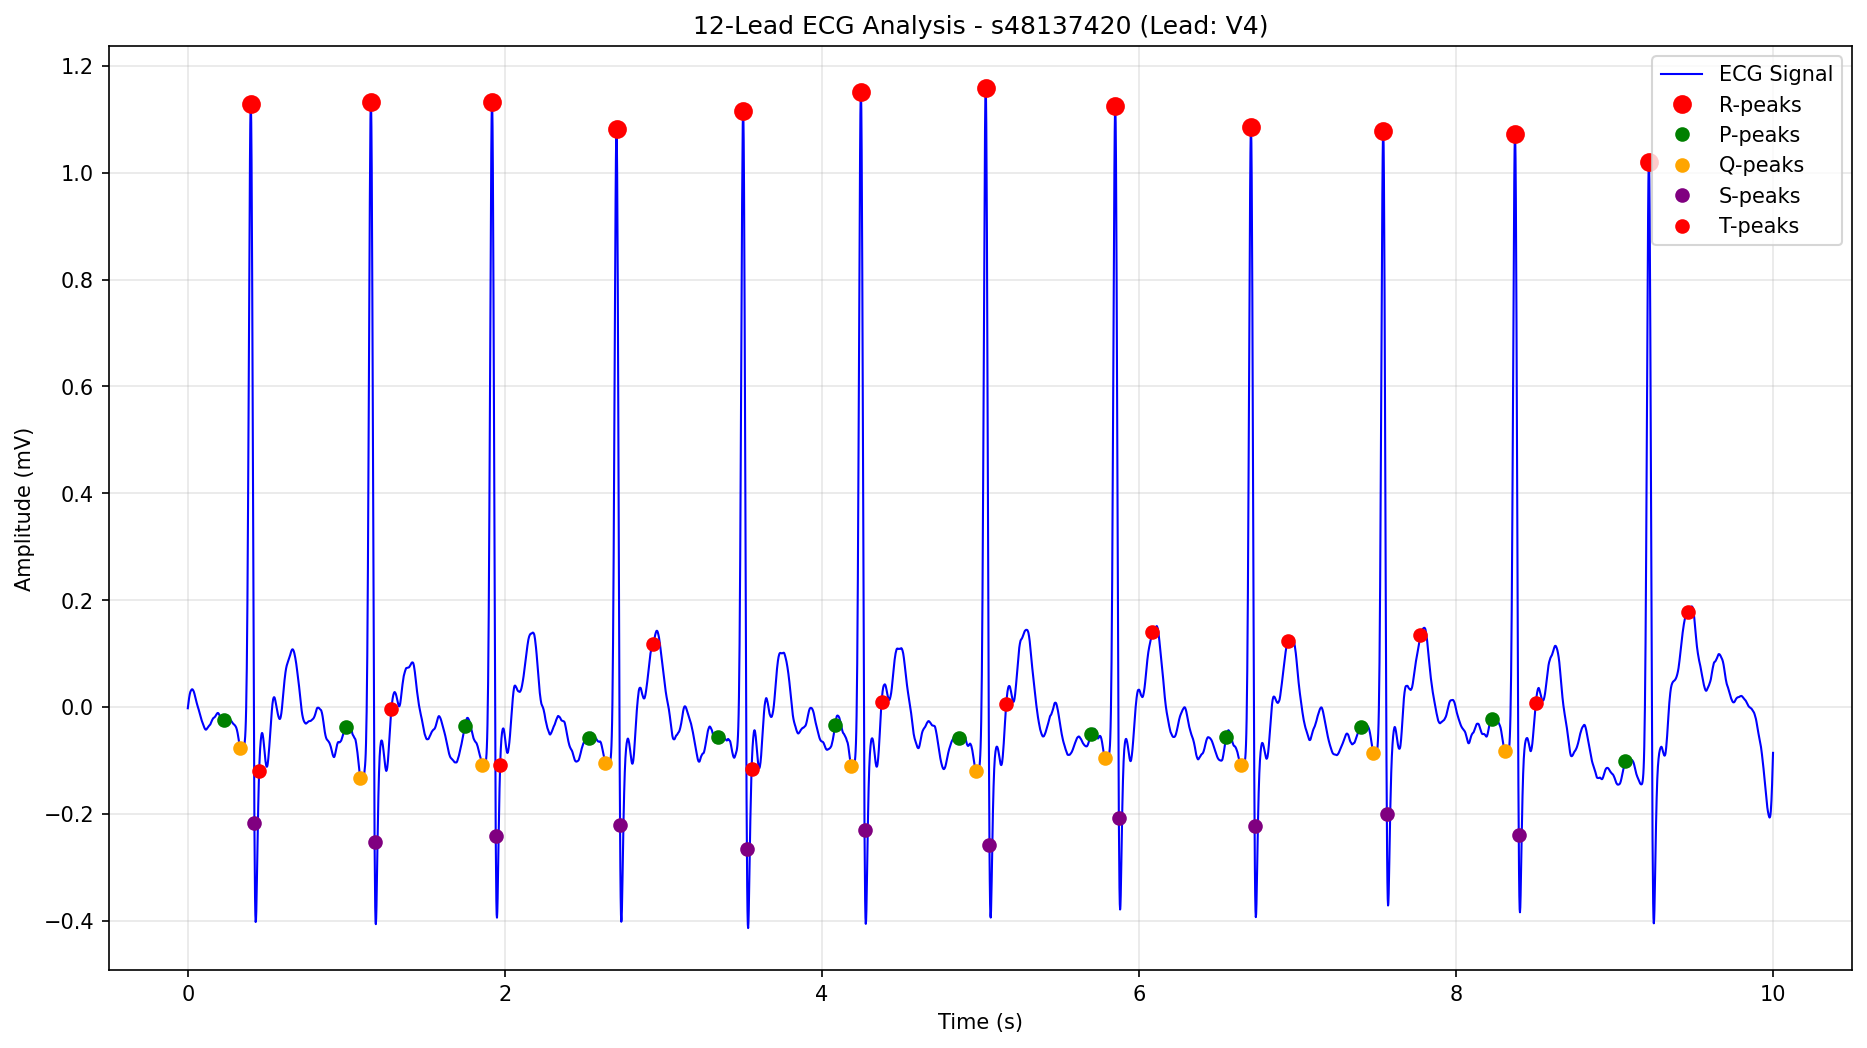 12-Lead ECG Analysis - s48137420 (Lead: V4)
ECG Signal
R-peaks
P-peaks
Q-peaks
S-peaks
T-peaks
Amplitude (mV)
1.2
1.0
0.8
0.6
0.4
0.2
0.0
−0.2
−0.4
0 2 4 6 8 10
Time (s)